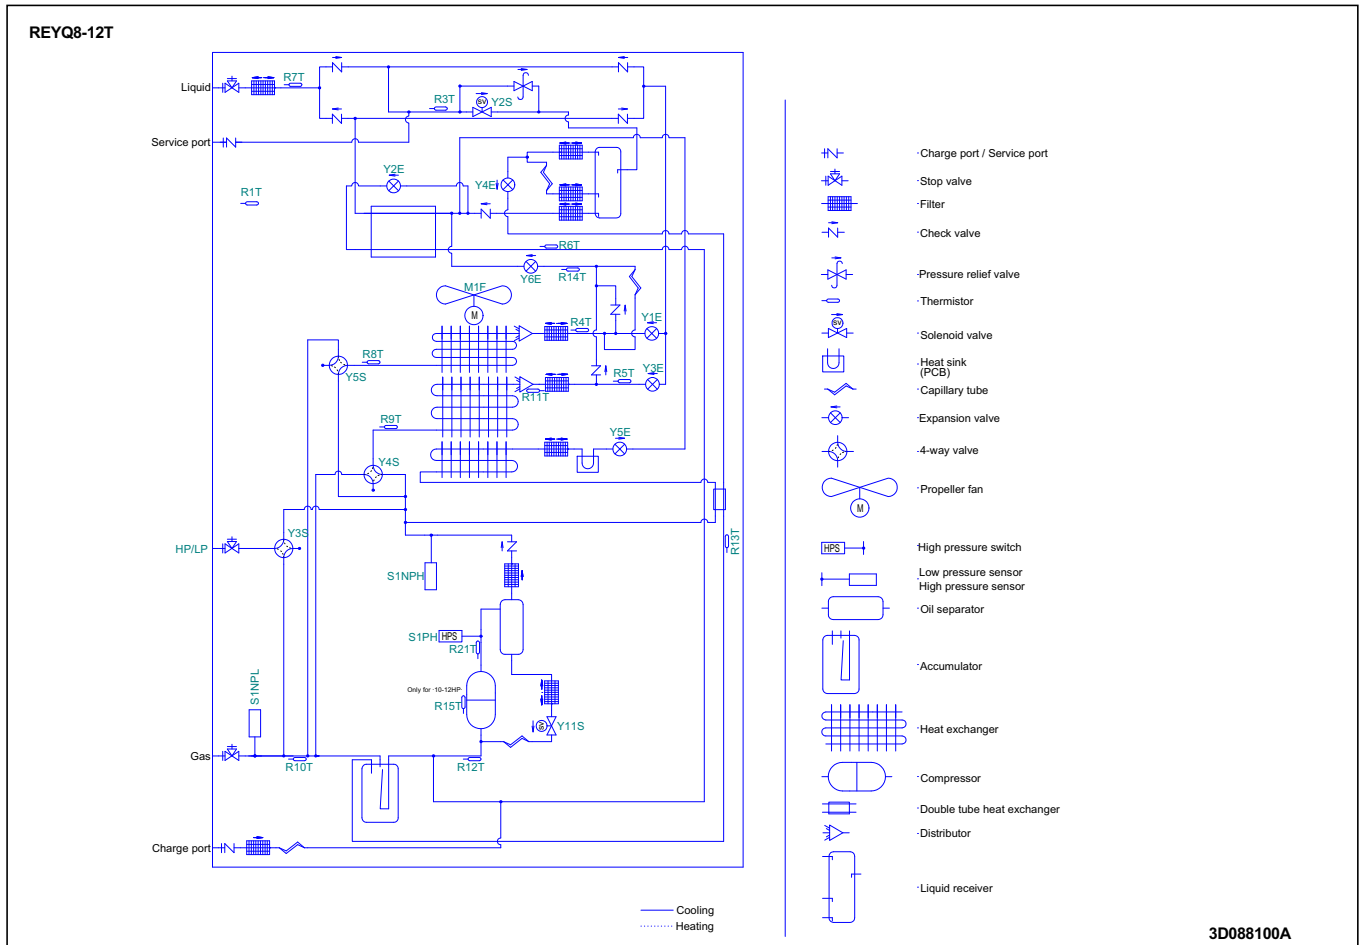 REYQ8-12T
Liquid
R7T
R3T
SV
Y2S
Service port
Y2E
Y4E
R1T
R6T
Y6E
R14T
M1F
M
R4T
Y1E
R8T
Y5S
R5T
Y3E
R11T
R9T
Y5E
Y4S
HP/LP
Y3S
R13T
S1NPH
S1PH
HPS
R21T
Only for ·10-12HP·
R15T
S1NPL
SV
Y11S
Gas
R10T
R12T
Charge port
Cooling
Heating
·Charge port / Service port
·Stop valve
·Filter
·Check valve
·Pressure relief valve
·Thermistor
SV
·Solenoid valve
·Heat sink
(PCB)
·Capillary tube
·Expansion valve
·4-way valve
·Propeller fan
M
HPS
·High pressure switch
·Low pressure sensor
High pressure sensor
·Oil separator
·Accumulator
·Heat exchanger
·Compressor
·Double tube heat exchanger
·Distributor
·Liquid receiver
3D088100A